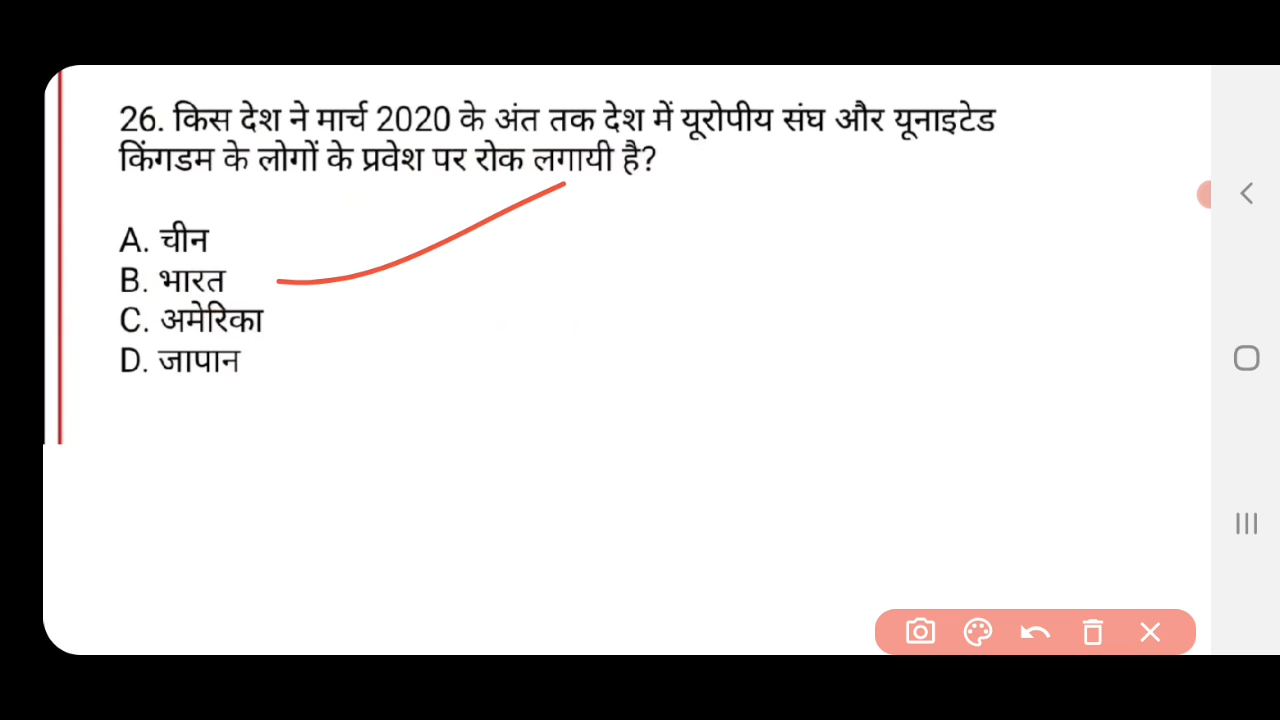 26. किस देश ने मार्च 2020 के अंत तक देश में यूरोपीय संघ और यूनाइटेड
किंगडम के लोगों के प्रवेश पर रोक लगायी है?
A. चीन
B. भारत
C. अमेरिका
D. जापान